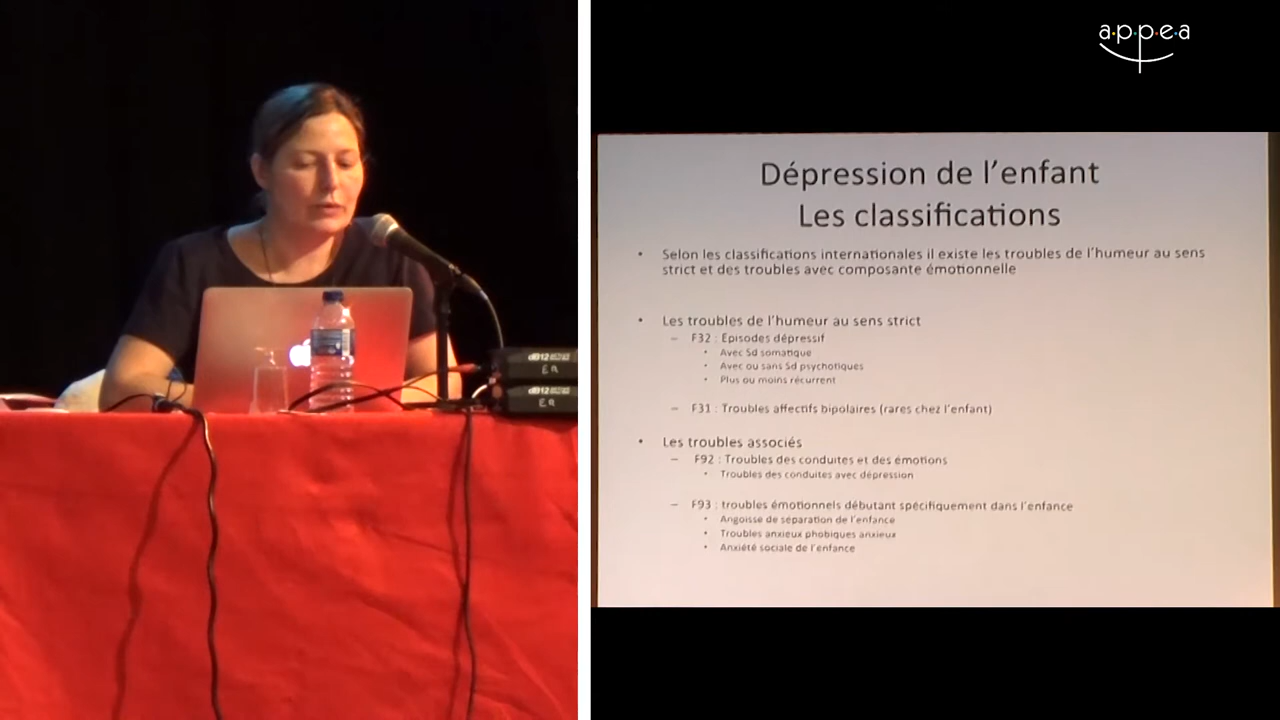 a·p·p·e·a
Dépression de l'enfant
Les classifications
• Selon les classifications internationales il existe les troubles de l'humeur au sens
strict et des troubles avec composante émotionnelle
• Les troubles de l'humeur au sens strict
– F32 : Episodes dépressif
• Avec Sd somatique
• Avec ou sans Sd psychotiques
• Plus ou moins récurrent
– F31 : Troubles affectifs bipolaires (rares chez l'enfant)
• Les troubles associés
– F92 : Troubles des conduites et des émotions
• Troubles des conduites avec dépression
– F93 : troubles émotionnels débutant spécifiquement dans l'enfance
• Angoisse de séparation de l'enfance
• Troubles anxieux phobiques anxieux
• Anxiété sociale de l'enfance
dB12
ER
dB12
ER